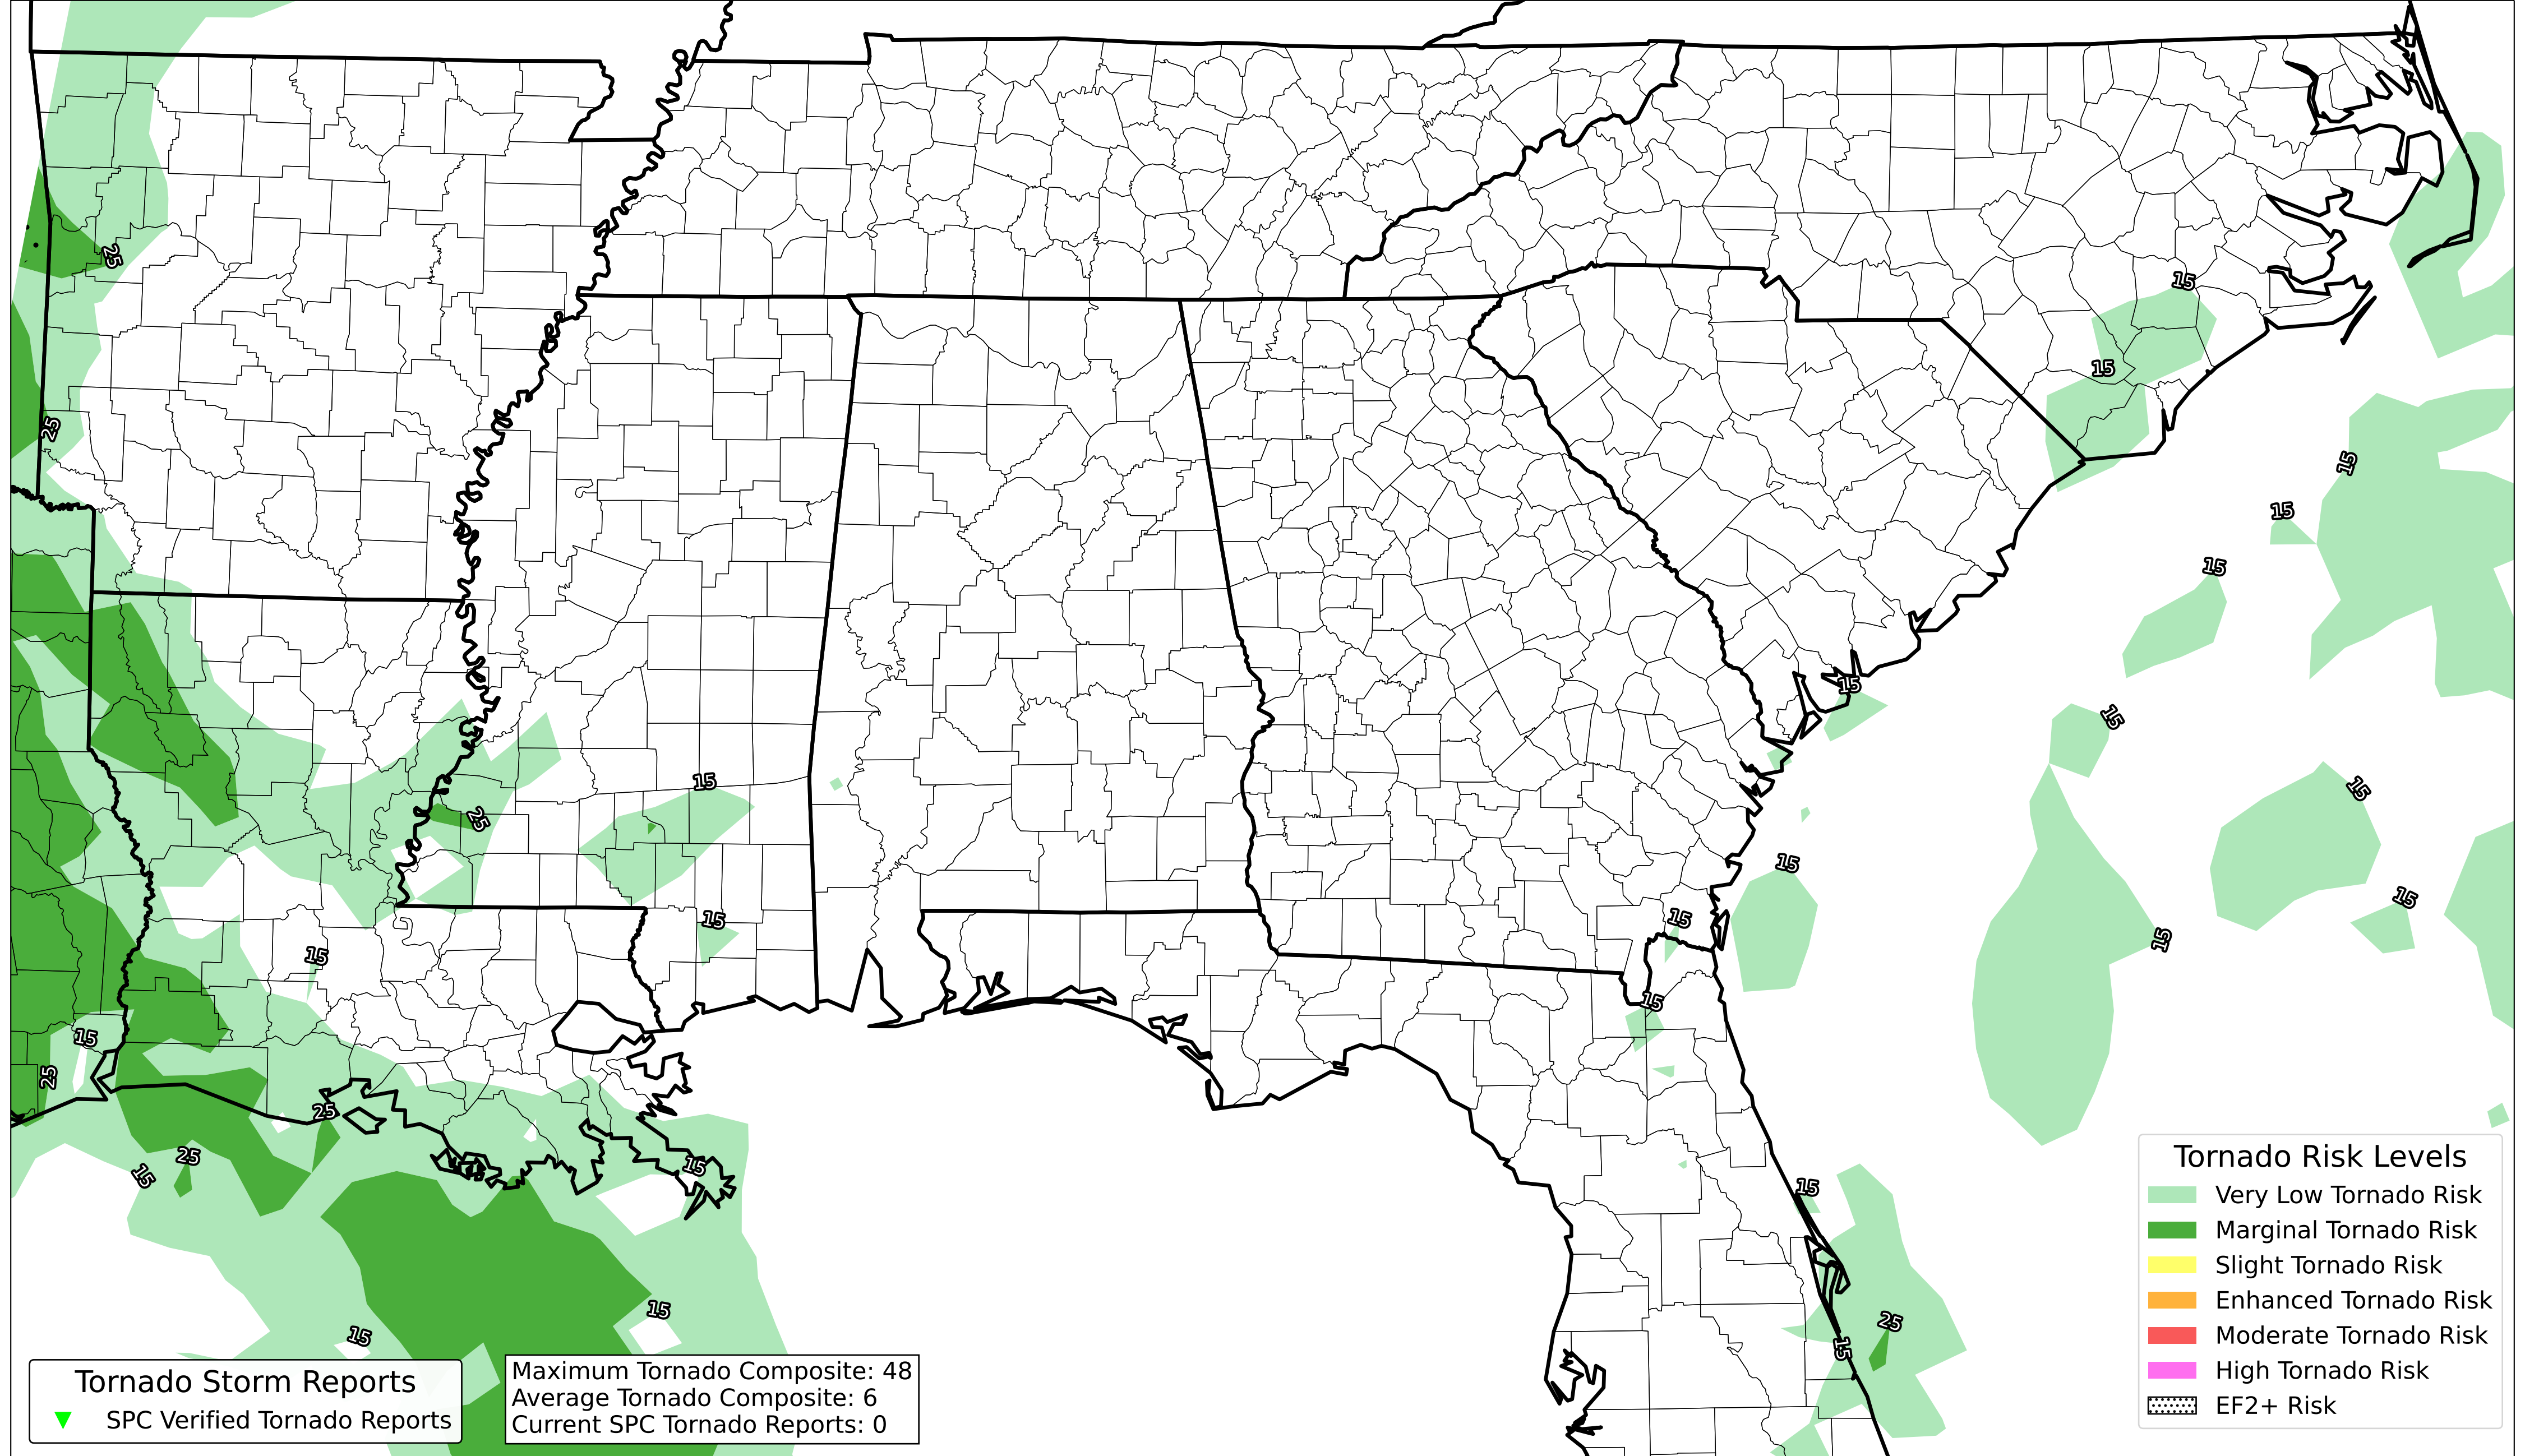 25
15
15
25
15
15
15
15
15
15
15
25
15
15
15
15
15
15
15
15
15
25
15
25
25
15
15
15
15
25
15
15
15
Tornado Risk Levels
Very Low Tornado Risk
Marginal Tornado Risk
Slight Tornado Risk
Enhanced Tornado Risk
Moderate Tornado Risk
High Tornado Risk
EF2+ Risk
Tornado Storm Reports
SPC Verified Tornado Reports
Maximum Tornado Composite: 48
Average Tornado Composite: 6
Current SPC Tornado Reports: 0